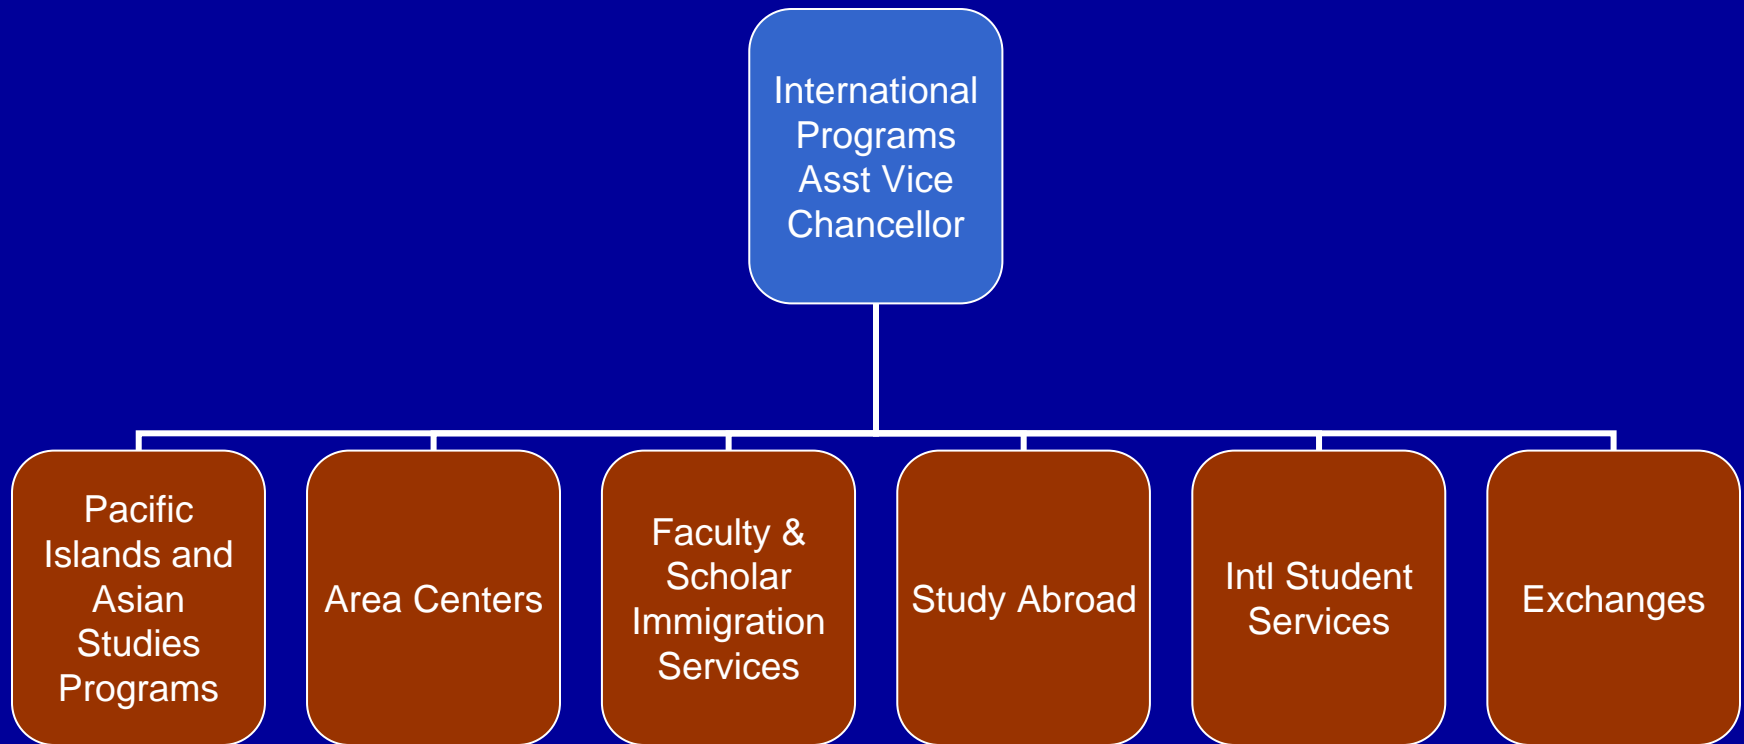 International
Programs
Asst Vice
Chancellor
Pacific
Islands and
Asian
Studies
Programs
Area Centers
Faculty &
Scholar
Immigration
Services
Study Abroad
Intl Student
Services
Exchanges